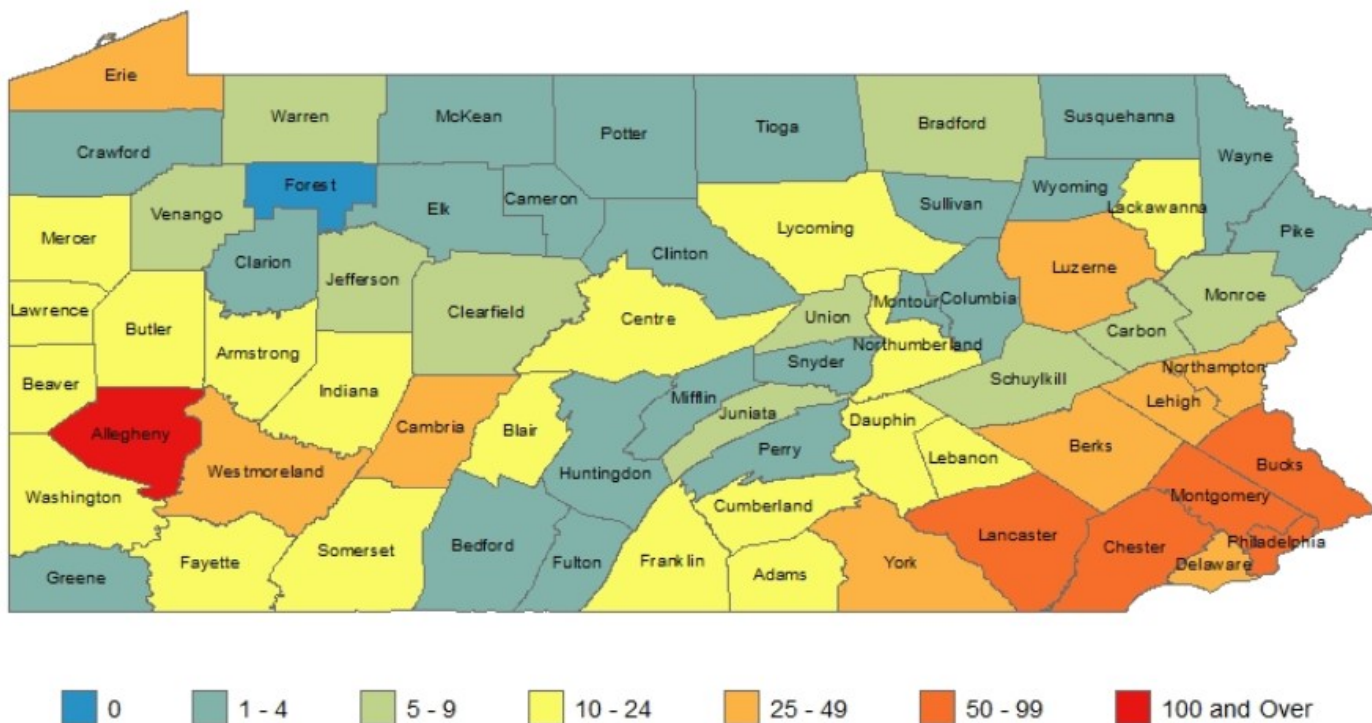 Erie
Warren
McKean
Potter
Tioga
Bradford
Susquehanna
Wayne
Crawford
Forest
Elk
Cameron
Sullivan
Wyoming
Lackawanna
Pike
Venango
Mercer
Clarion
Jefferson
Clinton
Lycoming
Luzerne
Monroe
Lawrence
Butler
Armstrong
Clearfield
Centre
Union
Montour
Columbia
Carbon
Northumberland
Snyder
Schuylkill
Northampton
Lehigh
Beaver
Indiana
Mifflin
Juniata
Allegheny
Cambria
Blair
Dauphin
Perry
Lebanon
Berks
Bucks
Westmoreland
Huntingdon
Washington
Cumberland
Montgomery
Lancaster
Chester
Philadelphia
Delaware
Greene
Fayette
Somerset
Bedford
Fulton
Franklin
Adams
York
0
1 - 4
5 - 9
10 - 24
25 - 49
50 - 99
100 and Over